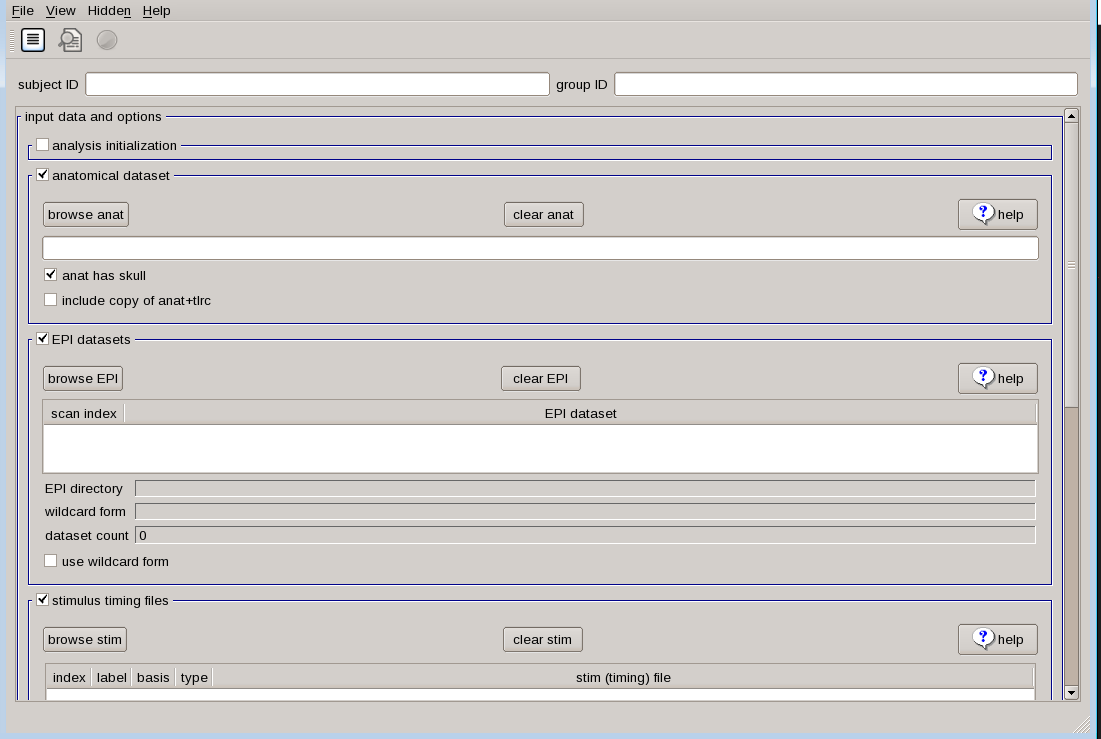 File View Hidden Help
subject ID group ID
input data and options
analysis initialization
anatomical dataset
browse anat clear anat ? help
anat has skull
include copy of anat+tlrc
EPI datasets
browse EPI clear EPI ? help
scan index EPI dataset
EPI directory
wildcard form
dataset count 0
use wildcard form
stimulus timing files
browse stim clear stim ? help
index label basis type stim (timing) file